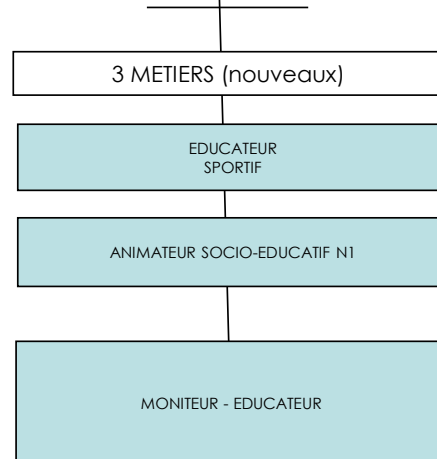 3 METIERS (nouveaux)
EDUCATEUR
SPORTIF
ANIMATEUR SOCIO-EDUCATIF N1
MONITEUR - EDUCATEUR